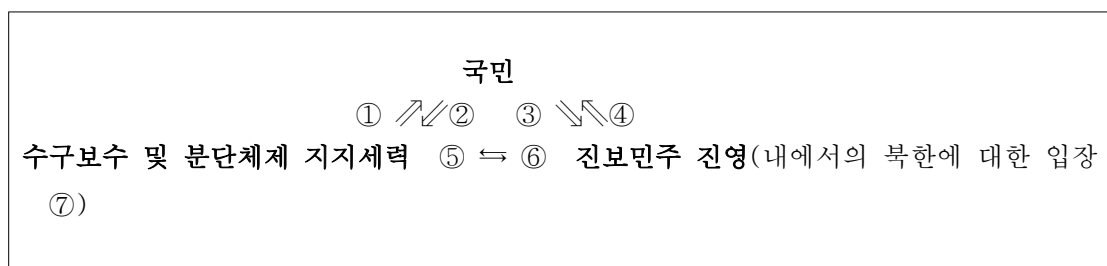 국민
① ⇗⇙② ③ ⇘⇖④
수구보수 및 분단체제 지지세력 ⑤ ⇆ ⑥ 진보민주 진영(내에서의 북한에 대한 입장
⑦)